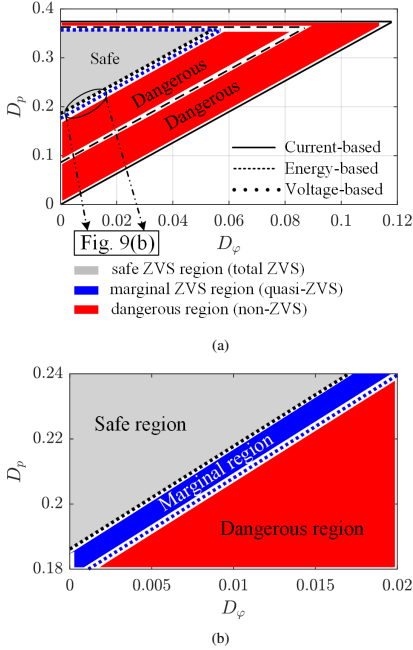 0.4
0.3
0.2
0.1
0
D_p
Safe
Dangerous
Dangerous
Current-based
Energy-based
Voltage-based
0
0.02
0.04
0.06
0.08
0.1
0.12
Fig. 9(b)
D_φ
safe ZVS region (total ZVS)
marginal ZVS region (quasi-ZVS)
dangerous region (non-ZVS)
(a)
0.24
0.22
0.2
0.18
D_p
Safe region
Marginal region
Dangerous region
0
0.005
0.01
0.015
0.02
D_φ
(b)